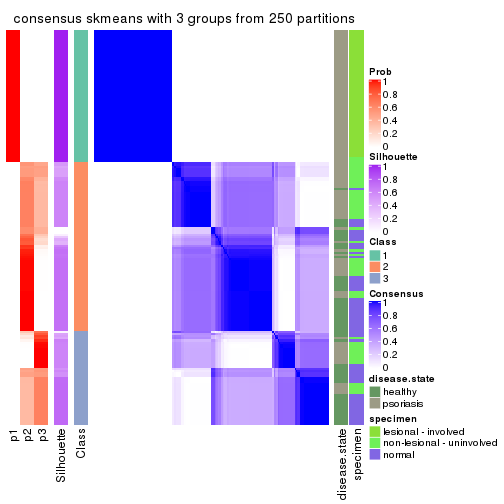 consensus skmeans with 3 groups from 250 partitions
Prob
1
0.8
0.6
0.4
0.2
0
Silhouette
1
0.8
0.6
0.4
0.2
0
Class
1
2
3
Consensus
1
0.8
0.6
0.4
0.2
0
disease.state
healthy
psoriasis
specimen
lesional - involved
non-lesional - uninvolved
normal
p1
p2
p3
Silhouette
Class
disease.state
specimen